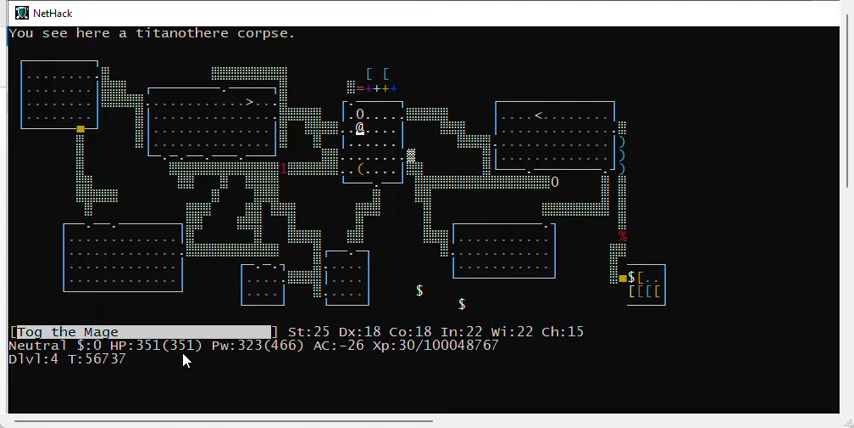 NetHack
You see here a titanothere corpse.
[Tog the Mage ] St:25 Dx:18 Co:18 In:22 Wi:22 Ch:15
Neutral $:0 HP:351(351) Pw:323(466) AC:-26 Xp:30/100048767
Dlvl:4 T:56737